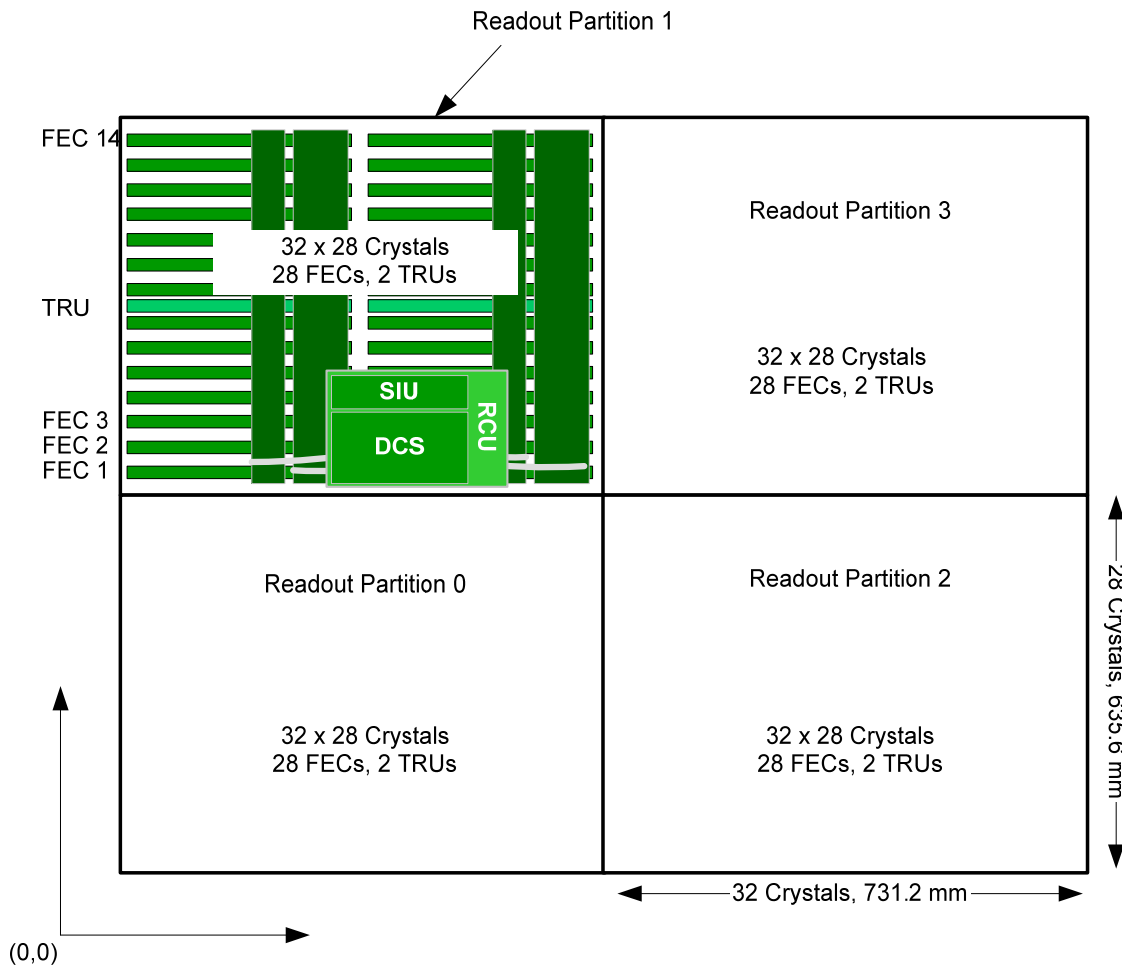 Readout Partition 1
FEC 14
32 x 28 Crystals
28 FECs, 2 TRUs
TRU
SIU
DCS
RCU
FEC 3
FEC 2
FEC 1
Readout Partition 3
32 x 28 Crystals
28 FECs, 2 TRUs
Readout Partition 0
32 x 28 Crystals
28 FECs, 2 TRUs
Readout Partition 2
32 x 28 Crystals
28 FECs, 2 TRUs
28 Crystals, 635.6 mm
32 Crystals, 731.2 mm
(0,0)